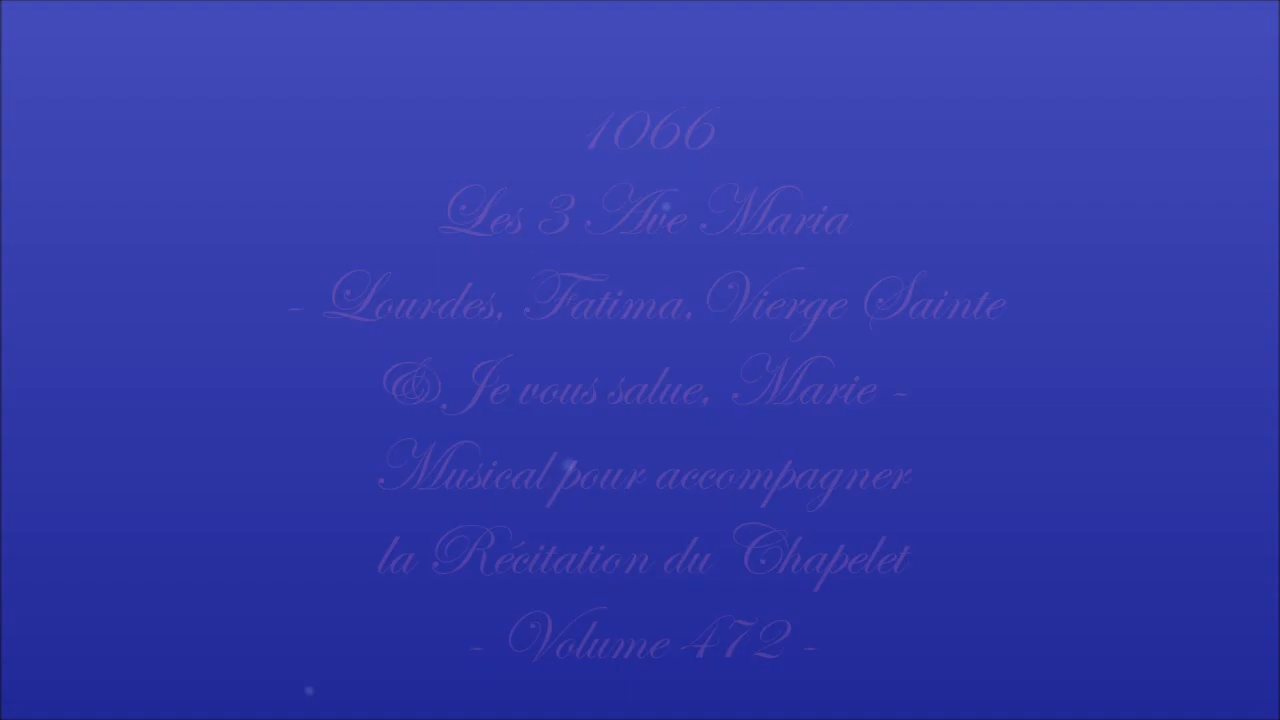 1066
Les 3 Ave Maria
- Lourdes, Fatima, Vierge Sainte
& Je vous salue, Marie -
Musical pour accompagner
la Récitation du Chapelet
- Volume 472 -